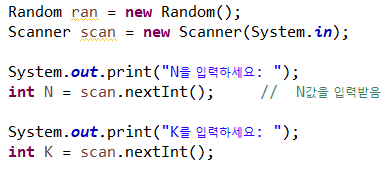 Random ran = new Random();
Scanner scan = new Scanner(System.in);
System.out.print("N을 입력하세요: ");
int N = scan.nextInt();     //  N값을 입력받음
System.out.print("K를 입력하세요: ");
int K = scan.nextInt();